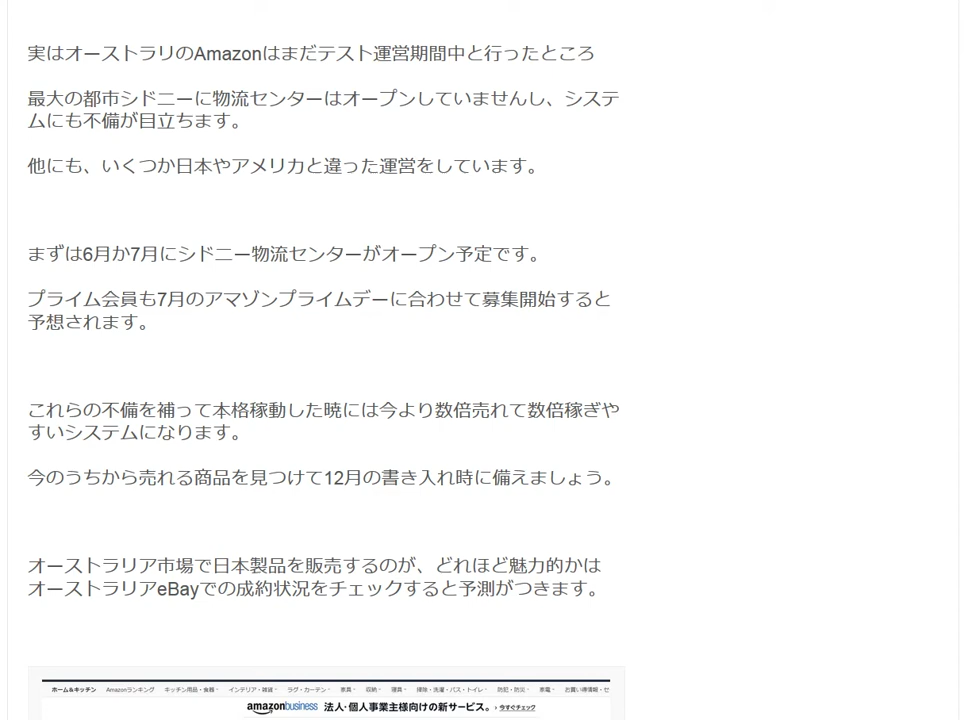 実はオーストラリのAmazonはまだテスト運営期間中と行ったところ
最大の都市シドニーに物流センターはオープンしていませんし、システ
ムにも不備が目立ちます。
他にも、いくつか日本やアメリカと違った運営をしています。
まずは6月か7月にシドニー物流センターがオープン予定です。
プライム会員も7月のアマゾンプライムデーに合わせて募集開始すると
予想されます。
これらの不備を補って本格稼動した暁には今より数倍売れて数倍稼ぎや
すいシステムになります。
今のうちから売れる商品を見つけて12月の書き入れ時に備えましょう。
オーストラリア市場で日本製品を販売するのが、どれほど魅力的かは
オーストラリアeBayでの成約状況をチェックすると予測がつきます。
ホーム&キッチン Amazonランキング キッチン用品・食器 インテリア・雑貨 ラグ・カーテン 家具 収納 寝具 掃除・洗濯・バス・トイレ 防犯・防災 家電 お買い得情報・セ
amazonbusiness 法人・個人事業主様向けの新サービス。 › 今すぐチェック